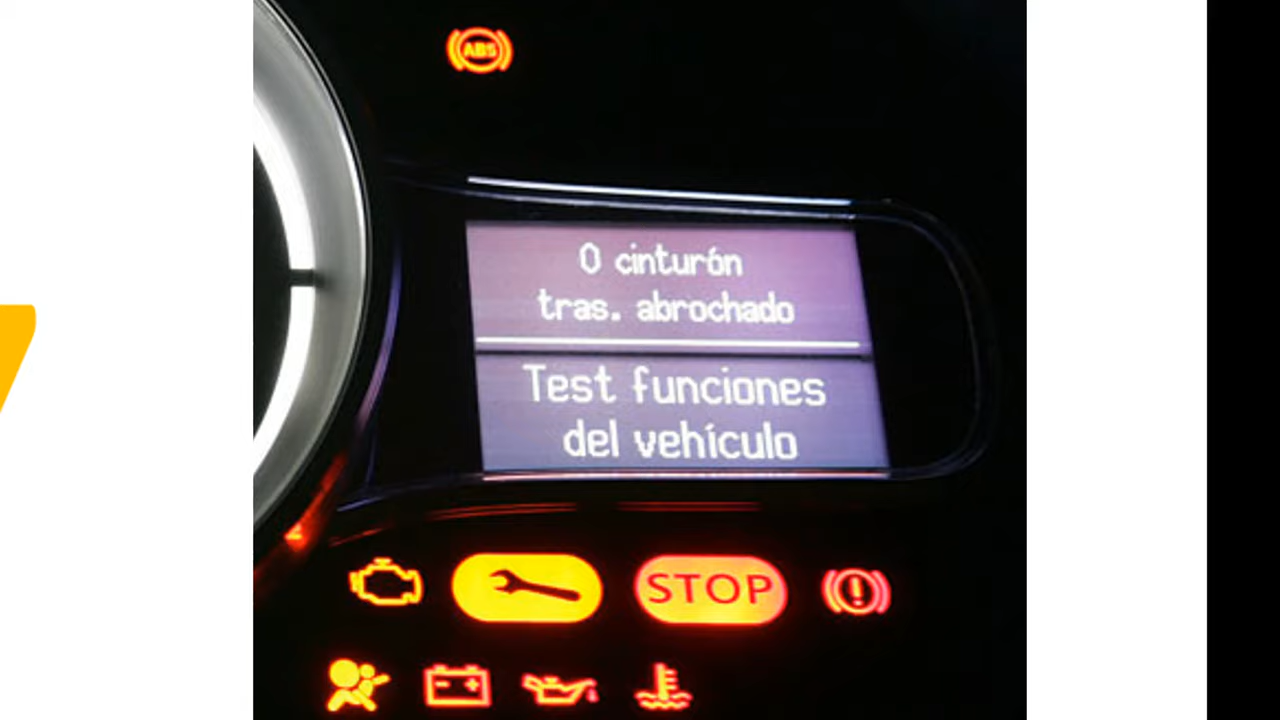 ABS
0 cinturón
tras. abrochado
Test funciones
del vehículo
STOP